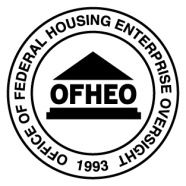 OFFICE OF FEDERAL HOUSING ENTERPRISE OVERSIGHT
OFHEO
1993